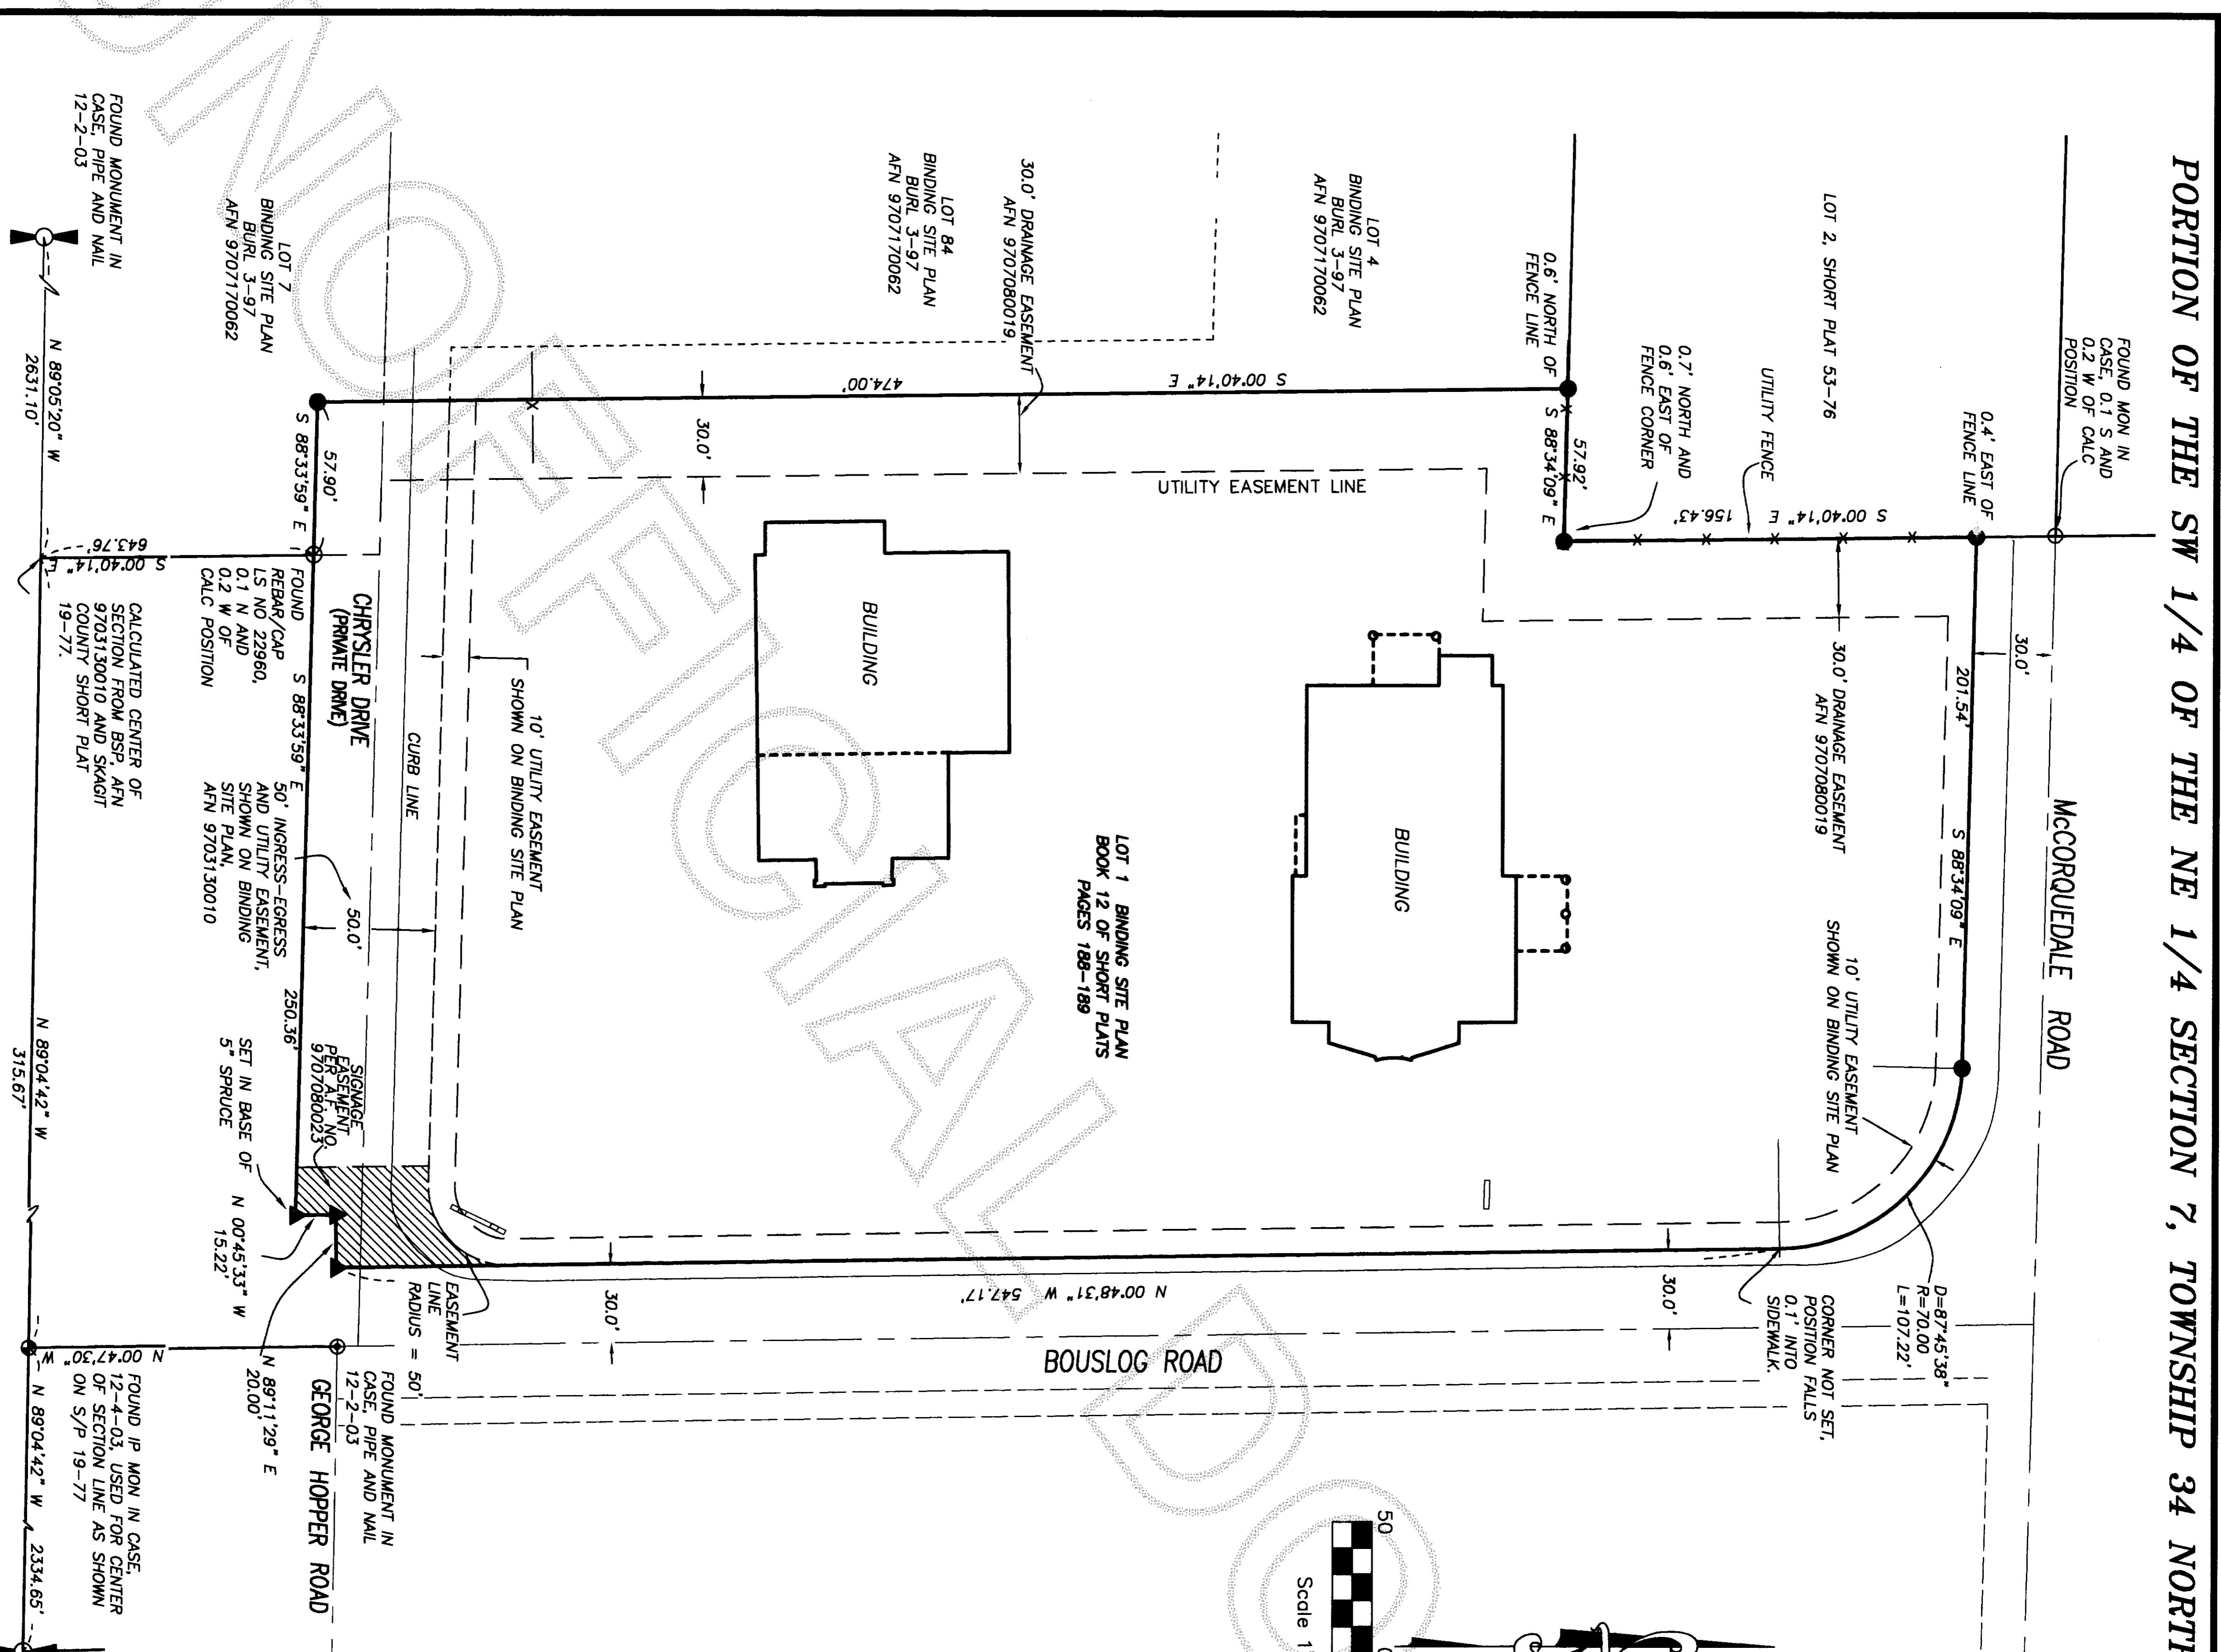 PORTION OF THE SW 1/4 OF THE NE 1/4 SECTION 7, TOWNSHIP 34 NORTH
FOUND MON IN
CASE, 0.1 S AND
0.2 W OF CALC
POSITION
McCORQUEDALE ROAD
30.0'
0.4' EAST OF
FENCE LINE
201.54'
S 88°34'09" E
LOT 2, SHORT PLAT 53-76
UTILITY FENCE
S 00°40'14" E 156.43'
30.0' DRAINAGE EASEMENT
AFN 9707080019
10' UTILITY EASEMENT
SHOWN ON BINDING SITE PLAN
D=87°45'38"
R=70.00
L=107.22'
CORNER NOT SET,
POSITION FALLS
0.1' INTO
SIDEWALK.
30.0'
0.7' NORTH AND
0.6' EAST OF
FENCE CORNER
57.92'
S 88°34'09" E
0.6' NORTH OF
FENCE LINE
LOT 4
BINDING SITE PLAN
BURL 3-97
AFN 9707170062
BUILDING
UTILITY EASEMENT LINE
LOT 1 BINDING SITE PLAN
BOOK 12 OF SHORT PLATS
PAGES 188-189
BOUSLOG ROAD
N 00°48'31" W 547.17'
50
Scale 1"
30.0' DRAINAGE EASEMENT
AFN 9707080019
S 00°40'14" E
474.00'
LOT 84
BINDING SITE PLAN
BURL 3-97
AFN 9707170062
BUILDING
30.0'
30.0'
10' UTILITY EASEMENT
SHOWN ON BINDING SITE PLAN
CURB LINE
EASEMENT
LINE
RADIUS = 50'
CHRYSLER DRIVE
(PRIVATE DRIVE)
50.0'
SIGNAGE
EASEMENT
PER A.F. NO.
9707080023.
FOUND MONUMENT IN
CASE, PIPE AND NAIL
12-2-03
57.90'
S 88°33'59" E
S 88°33'59" E
250.36'
GEORGE HOPPER ROAD
LOT 7
BINDING SITE PLAN
BURL 3-97
AFN 9707170062
FOUND
REBAR/CAP
LS NO 22960,
0.1 N AND
0.2 W OF
CALC POSITION
50' INGRESS-EGRESS
AND UTILITY EASEMENT,
SHOWN ON BINDING
SITE PLAN,
AFN 9703130010
SET IN BASE OF
5" SPRUCE
N 00°45'33" W
15.22'
N 89°11'29" E
20.00'
643.76'
S 00°40'14" E
N 00°47'30" W
FOUND MONUMENT IN
CASE, PIPE AND NAIL
12-2-03
CALCULATED CENTER OF
SECTION FROM BSP, AFN
9703130010 AND SKAGIT
COUNTY SHORT PLAT
19-77.
FOUND IP MON IN CASE,
12-4-03, USED FOR CENTER
OF SECTION LINE AS SHOWN
ON S/P 19-77
N 89°05'20" W
2631.10'
N 89°04'42" W
315.67'
N 89°04'42" W 2334.65'
UNOFFICIAL DO